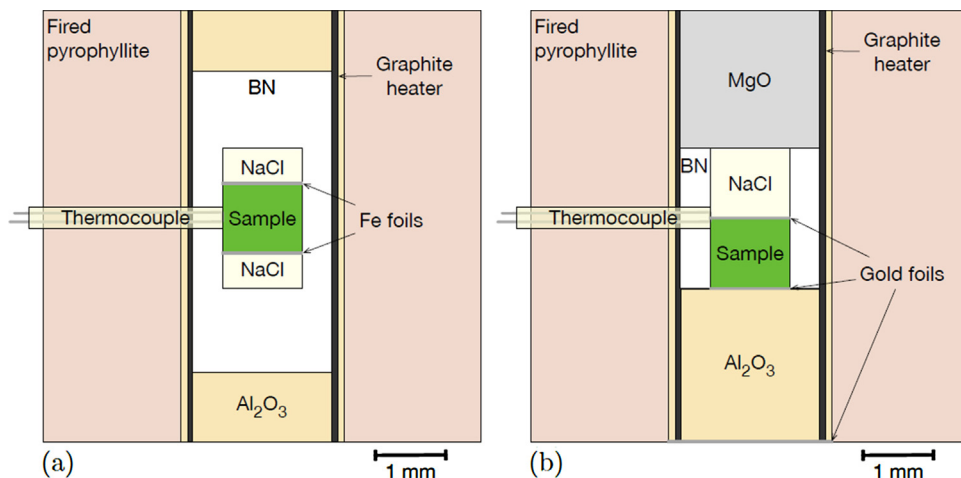 Fired
pyrophyllite
BN
Graphite
heater
NaCl
Thermocouple
Sample
Fe foils
NaCl
Al₂O₃
(a)
1 mm
Fired
pyrophyllite
MgO
Graphite
heater
BN
NaCl
Thermocouple
Sample
Gold foils
Al₂O₃
(b)
1 mm